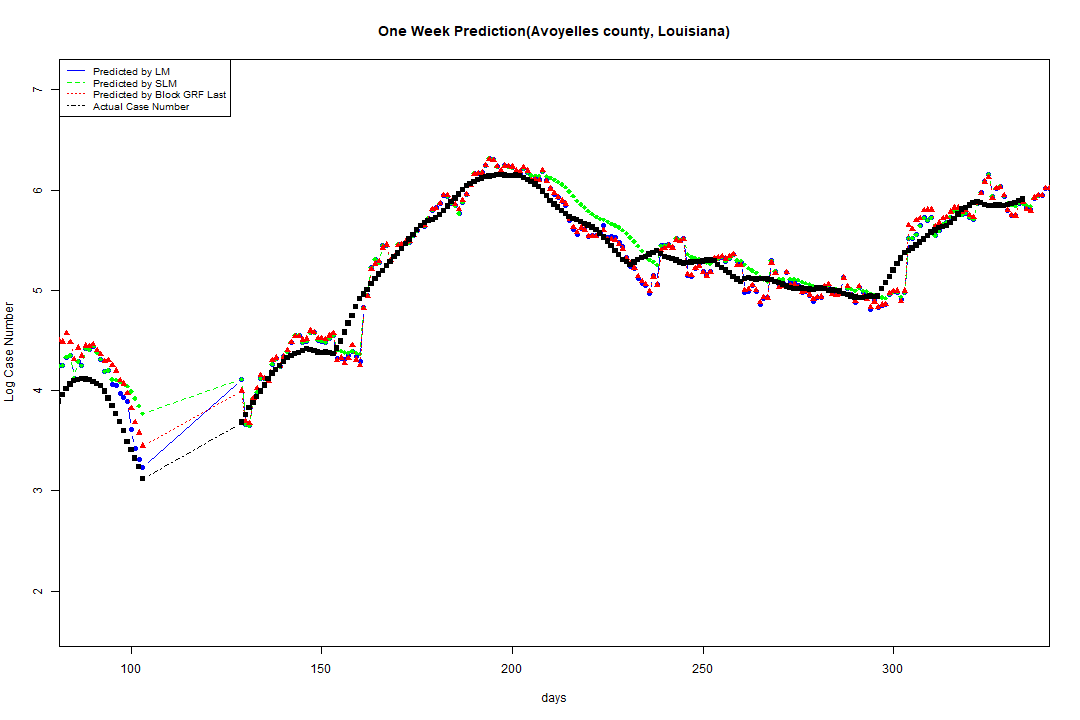 One Week Prediction(Avoyelles county, Louisiana)
Predicted by LM
Predicted by SLM
Predicted by Block GRF Last
Actual Case Number
7
6
5
4
3
2
Log Case Number
100
150
200
250
300
days